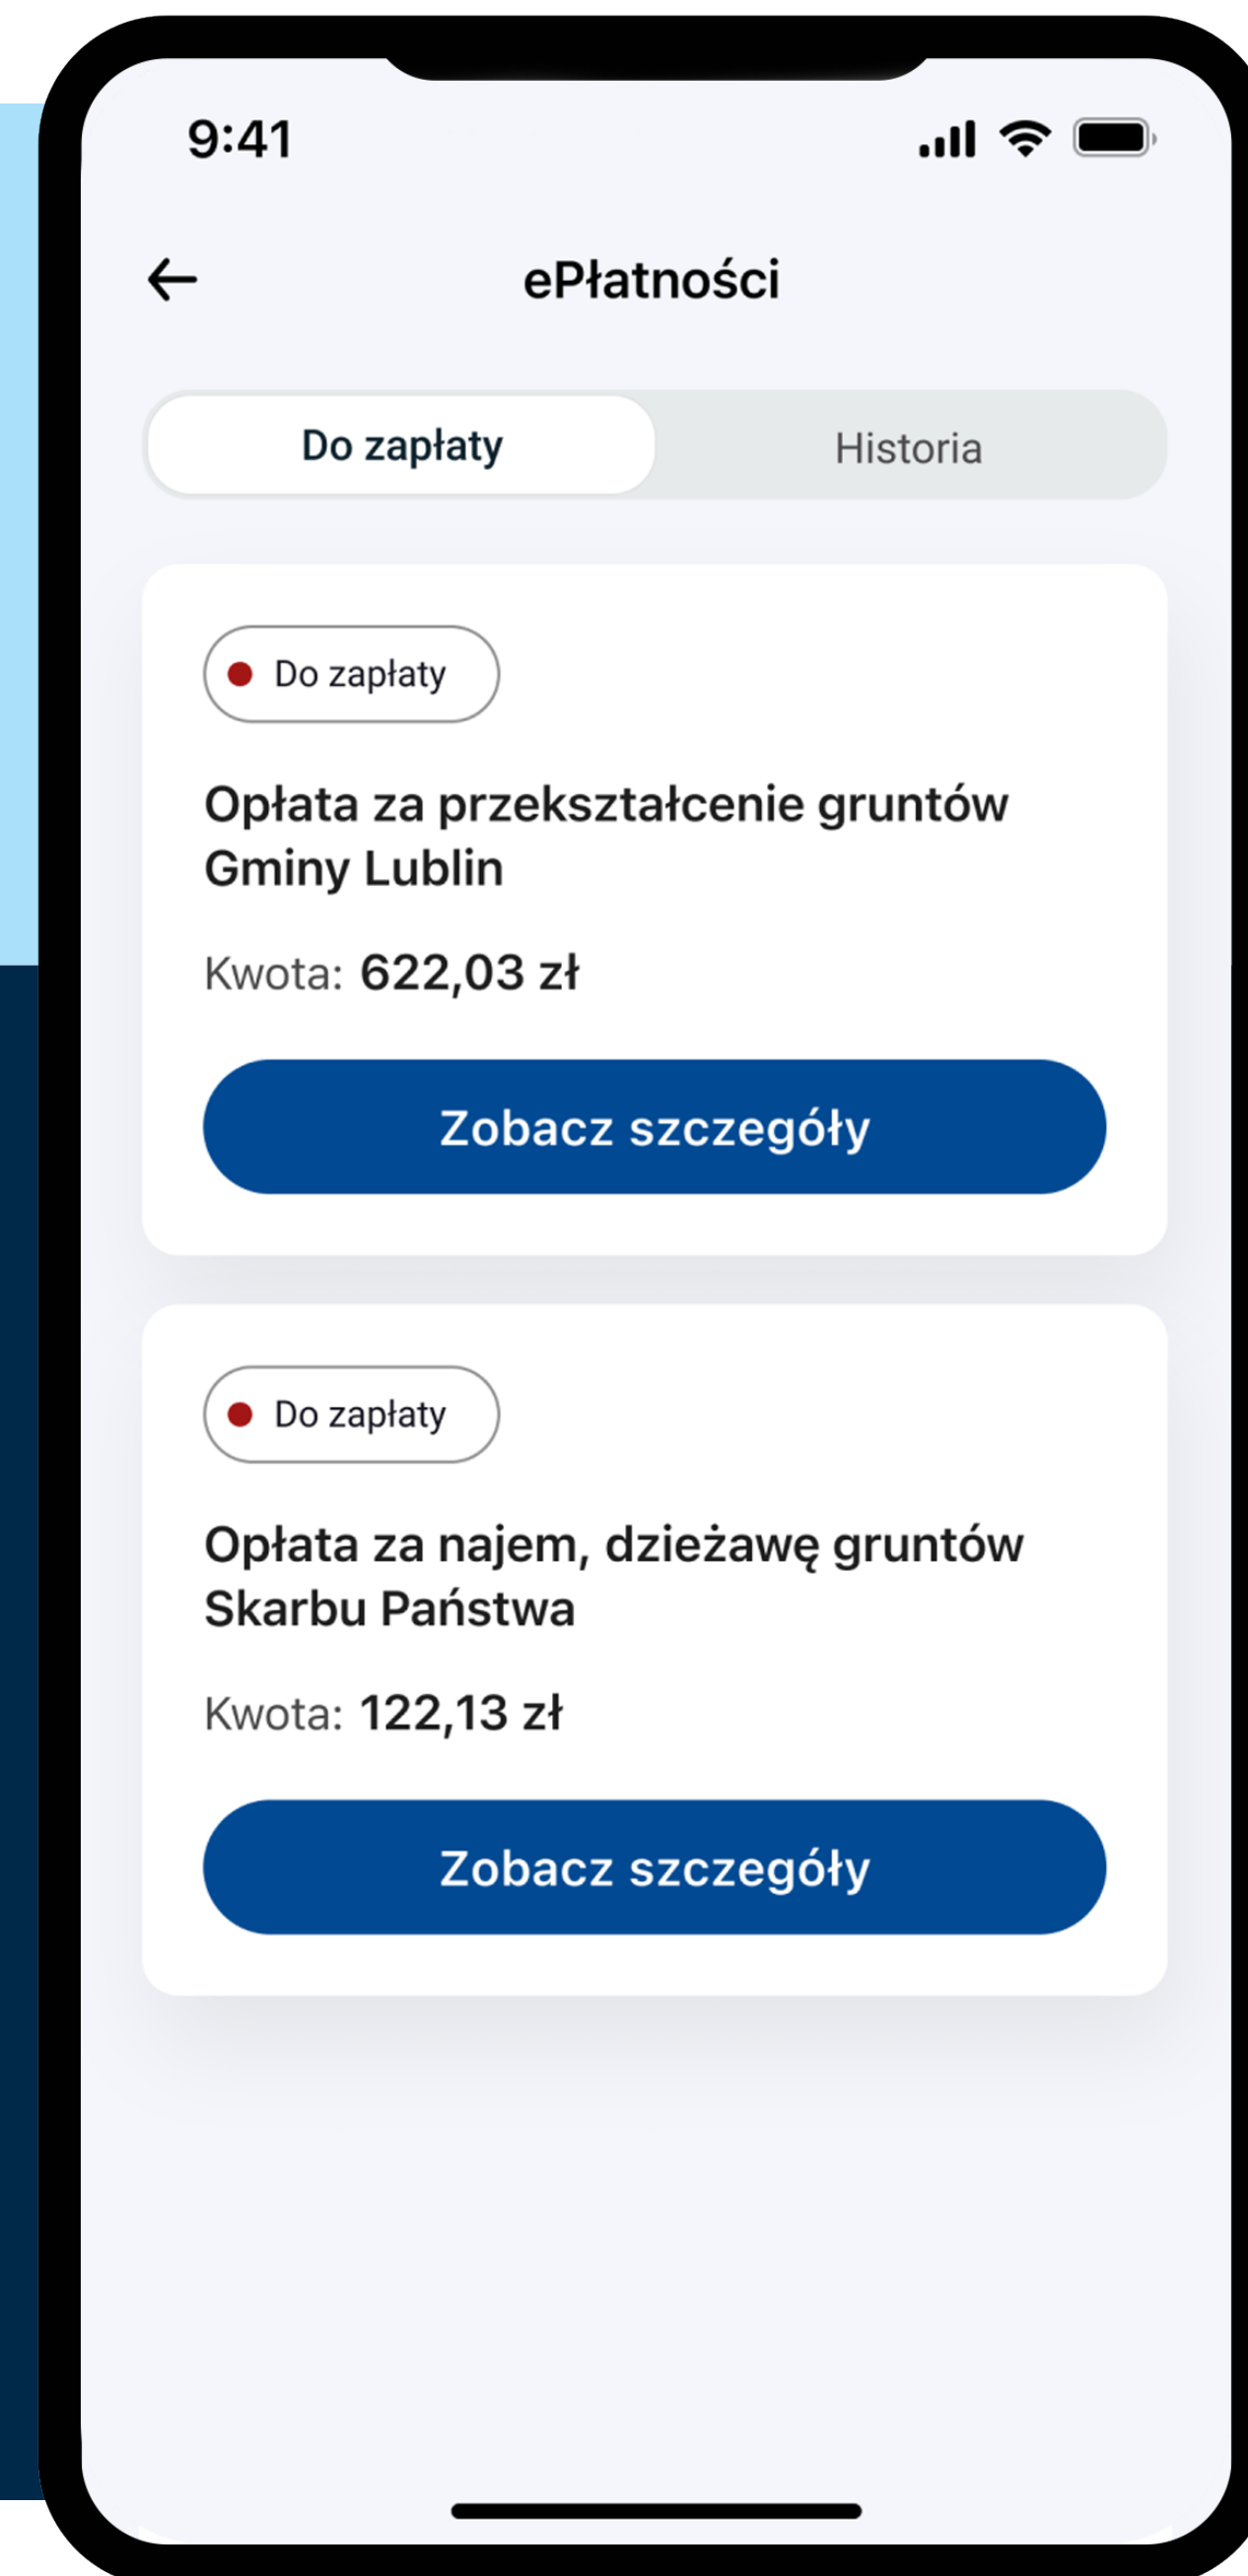 9:41
ePłatności
Do zapłaty
Historia
Do zapłaty
Opłata za przekształcenie gruntów
Gminy Lublin
Kwota: 622,03 zł
Zobacz szczegóły
Do zapłaty
Opłata za najem, dzieżawę gruntów
Skarbu Państwa
Kwota: 122,13 zł
Zobacz szczegóły